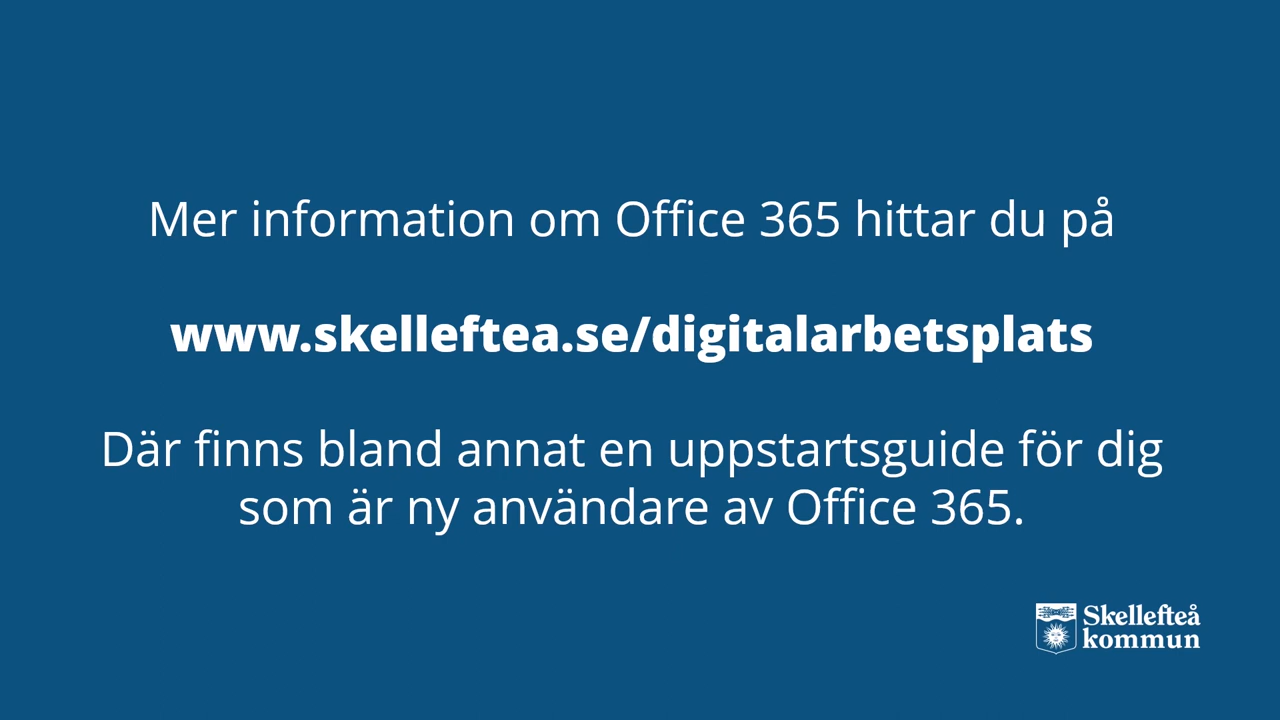 Mer information om Office 365 hittar du på
www.skelleftea.se/digitalarbetsplats
Där finns bland annat en uppstartsguide för dig
som är ny användare av Office 365.
Skellefteå
kommun